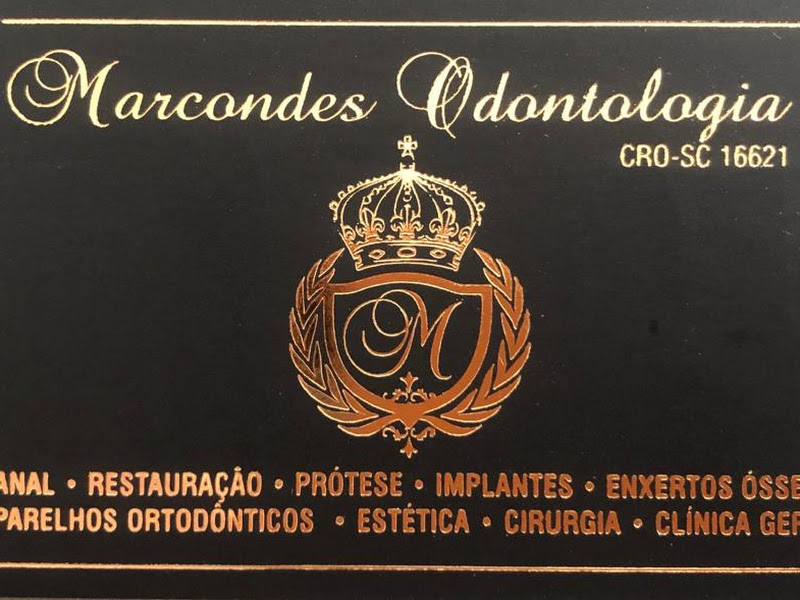 Marcondes Odontologia
CRO-SC 16621
M
ANAL • RESTAURAÇÃO • PRÓTESE • IMPLANTES • ENXERTOS ÓSSE
PARELHOS ORTODÔNTICOS • ESTÉTICA • CIRURGIA • CLÍNICA GER